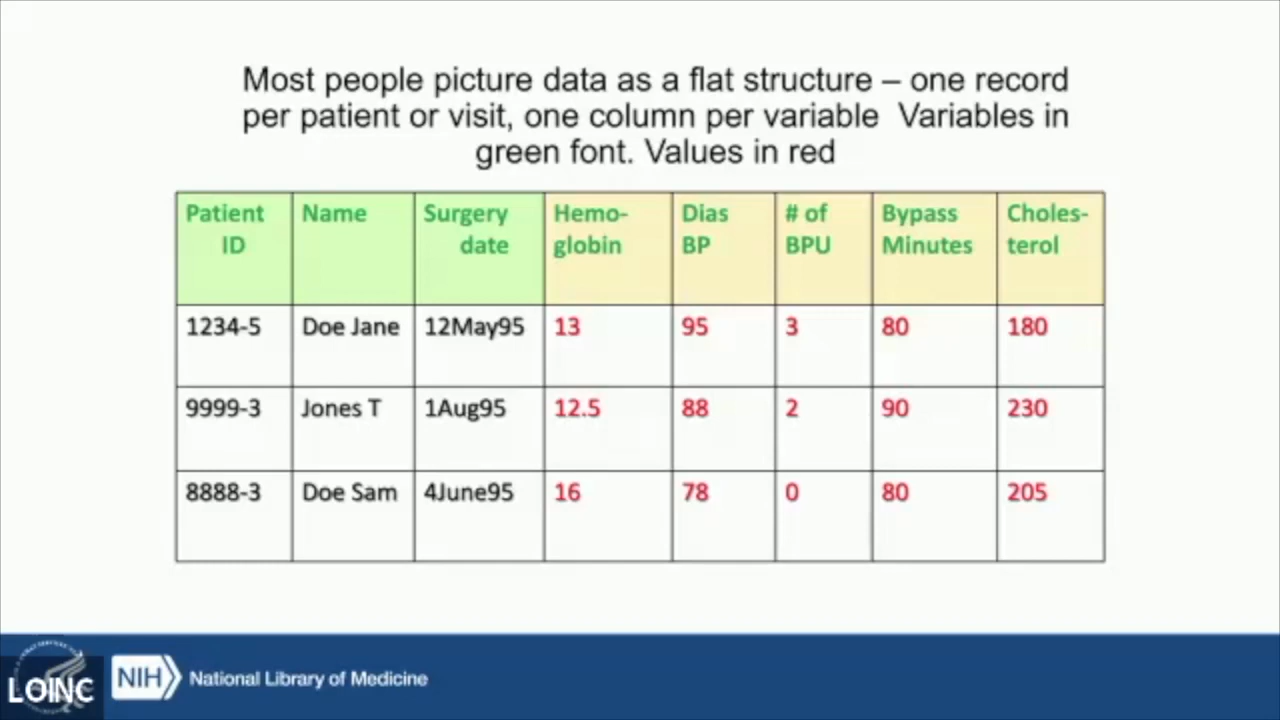 Most people picture data as a flat structure – one record
per patient or visit, one column per variable  Variables in
green font. Values in red
Patient ID	Name	Surgery date	Hemo-globin	Dias BP	# of BPU	Bypass Minutes	Choles-terol
1234-5	Doe Jane	12May95	13	95	3	80	180
9999-3	Jones T	1Aug95	12.5	88	2	90	230
8888-3	Doe Sam	4June95	16	78	0	80	205
LOINC
NIH National Library of Medicine